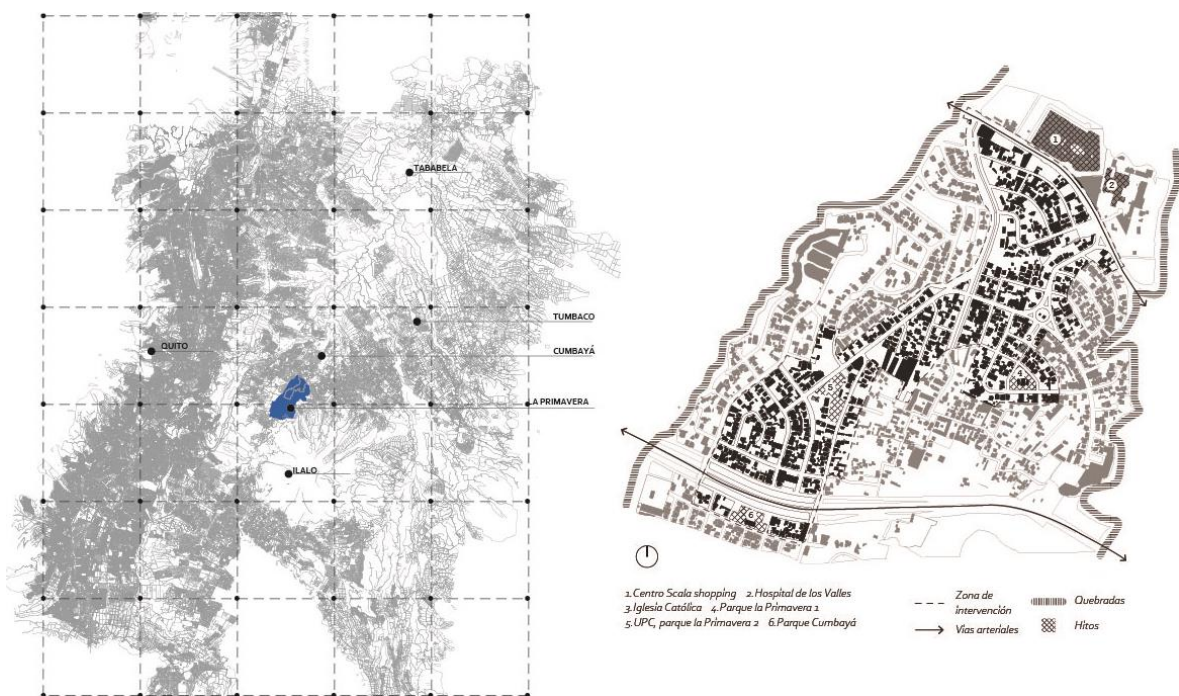 TABABELA
TUMBACO
QUITO
CUMBAYÁ
LA PRIMAVERA
ILALO
1
2
3
4
5
6
1.Centro Scala shopping 2.Hospital de los Valles
3.Iglesia Católica 4.Parque la Primavera 1
5.UPC, parque la Primavera 2 6.Parque Cumbayá
Zona de
intervención
Vías arteriales
Quebradas
Hitos